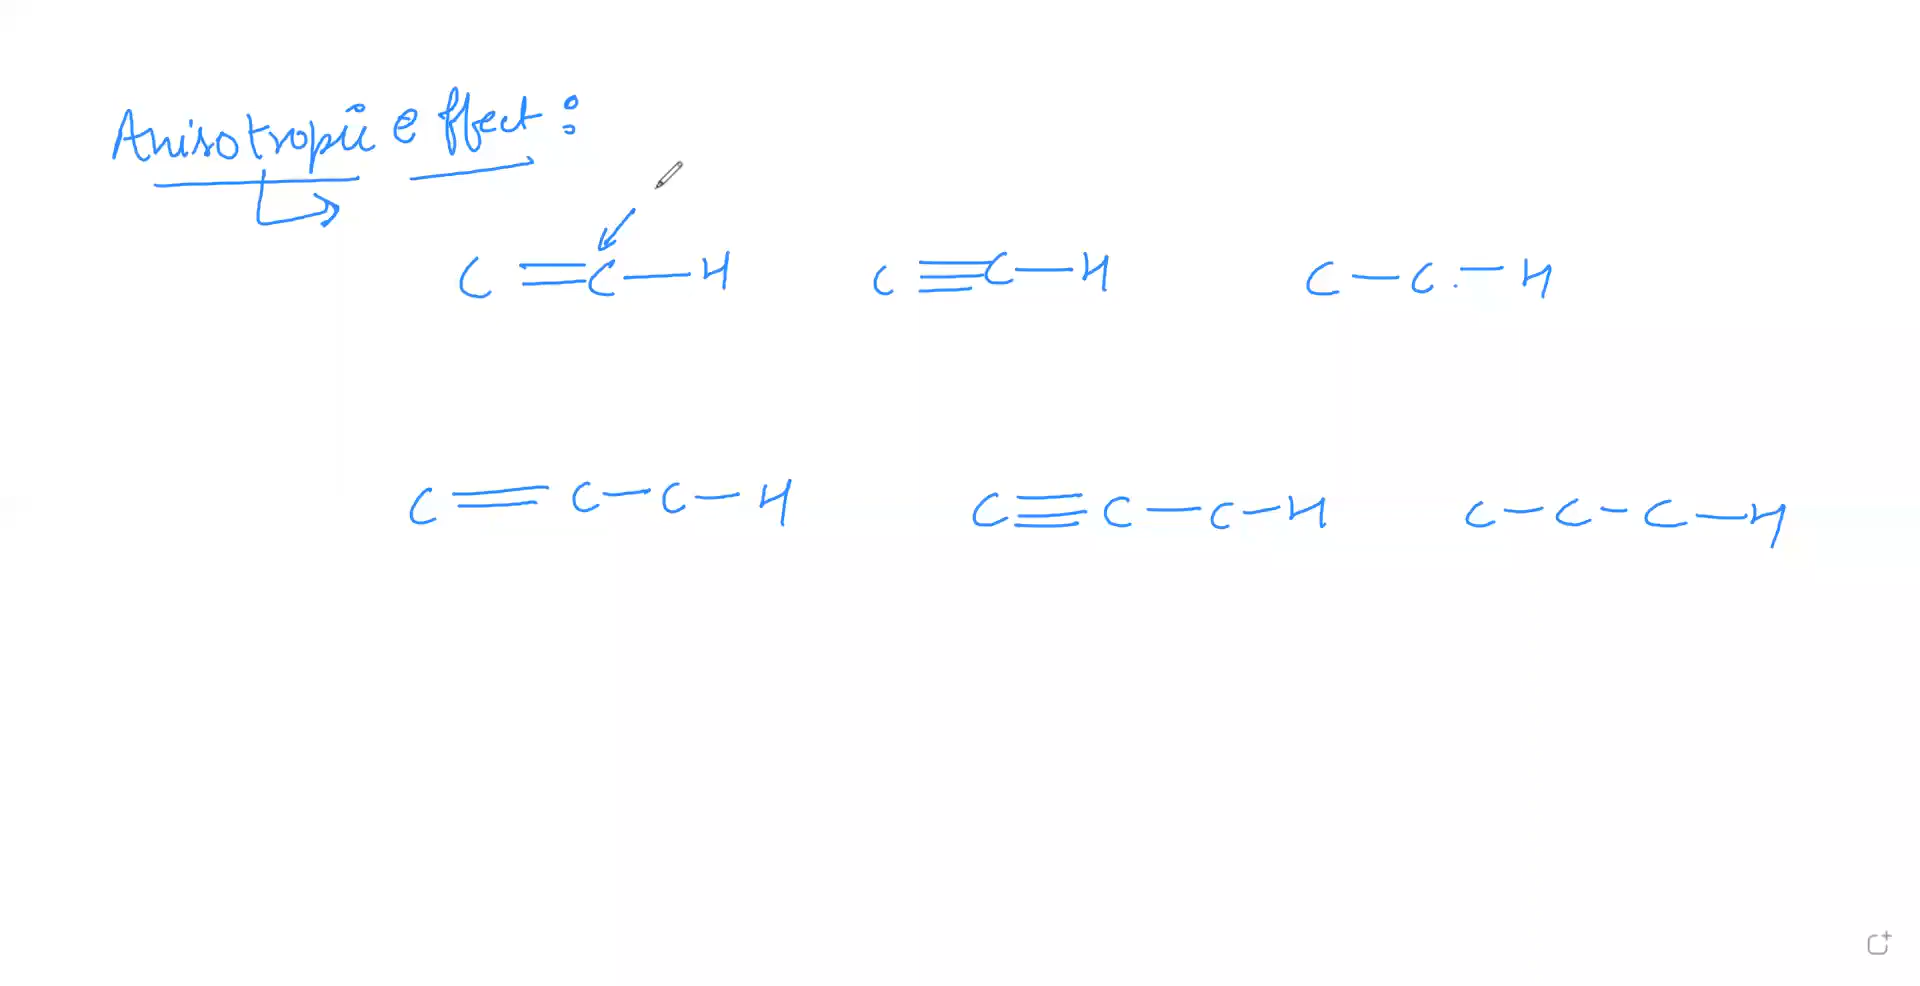 Anisotropic effect:
C=C-H C≡C-H C-C-H
C=C-C-H C≡C-C-H C-C-C-H